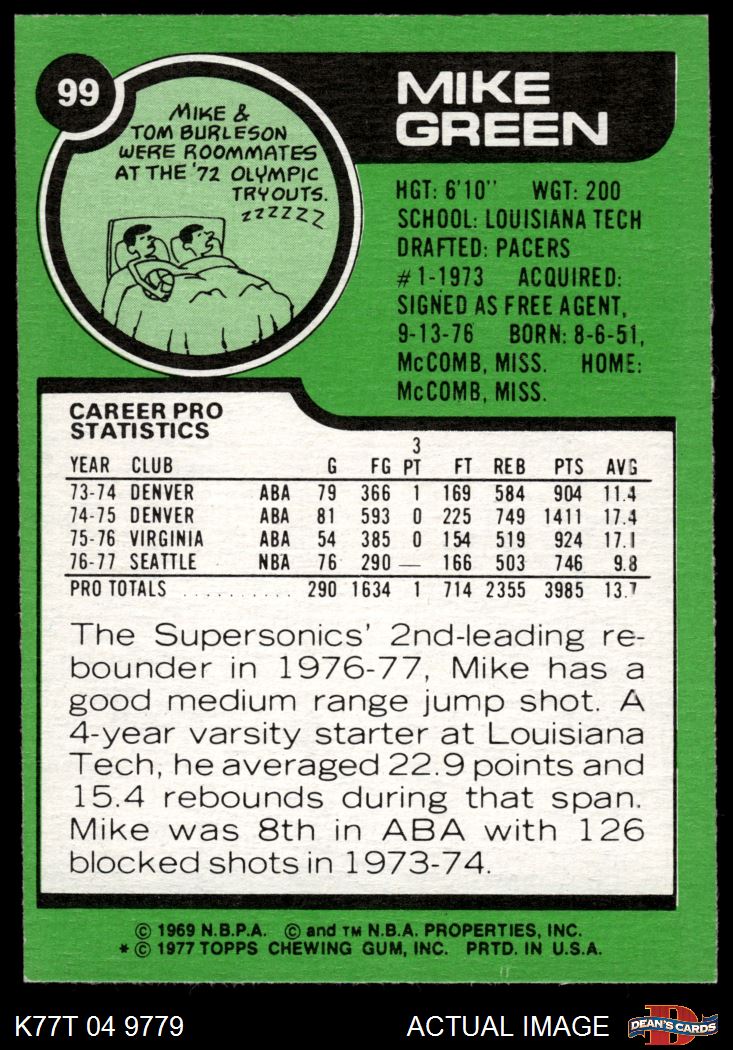 99
MIKE &
TOM BURLESON
WERE ROOMMATES
AT THE '72 OLYMPIC
TRYOUTS.
ZZZZZZ
MIKE
GREEN
HGT: 6'10" WGT: 200
SCHOOL: LOUISIANA TECH
DRAFTED: PACERS
#1-1973 ACQUIRED:
SIGNED AS FREE AGENT,
9-13-76 BORN: 8-6-51,
McCOMB, MISS. HOME:
McCOMB, MISS.
CAREER PRO
STATISTICS
YEAR CLUB G FG 3 PT FT REB PTS AVG
73-74 DENVER ABA 79 366 1 169 584 904 11.4
74-75 DENVER ABA 81 593 0 225 749 1411 17.4
75-76 VIRGINIA ABA 54 385 0 154 519 924 17.1
76-77 SEATTLE NBA 76 290 — 166 503 746 9.8
PRO TOTALS .......... 290 1634 1 714 2355 3985 13.7
The Supersonics' 2nd-leading re-
bounder in 1976-77, Mike has a
good medium range jump shot. A
4-year varsity starter at Louisiana
Tech, he averaged 22.9 points and
15.4 rebounds during that span.
Mike was 8th in ABA with 126
blocked shots in 1973-74.
© 1969 N.B.P.A. © and TM N.B.A. PROPERTIES, INC.
* © 1977 TOPPS CHEWING GUM, INC. PRTD. IN U.S.A.
K77T 04 9779 ACTUAL IMAGE
D
DEAN'S CARDS